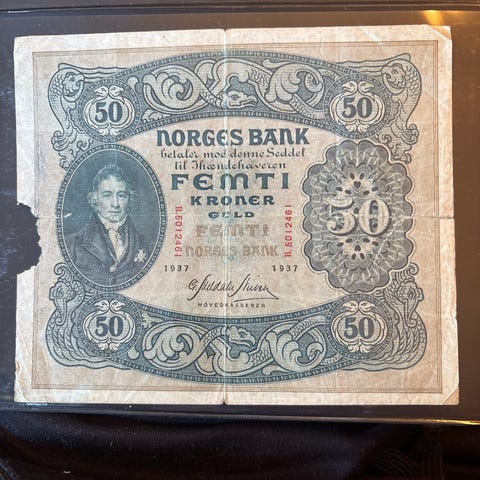 50
50
NORGES BANK
betaler mod denne Seddel
til Ihændehaveren
FEMTI
KRONER
GULD
FEMTI
NORGES BANK
50
B.5012461
B.5012461
1937
1937
HOVEDKASSERER
50
50